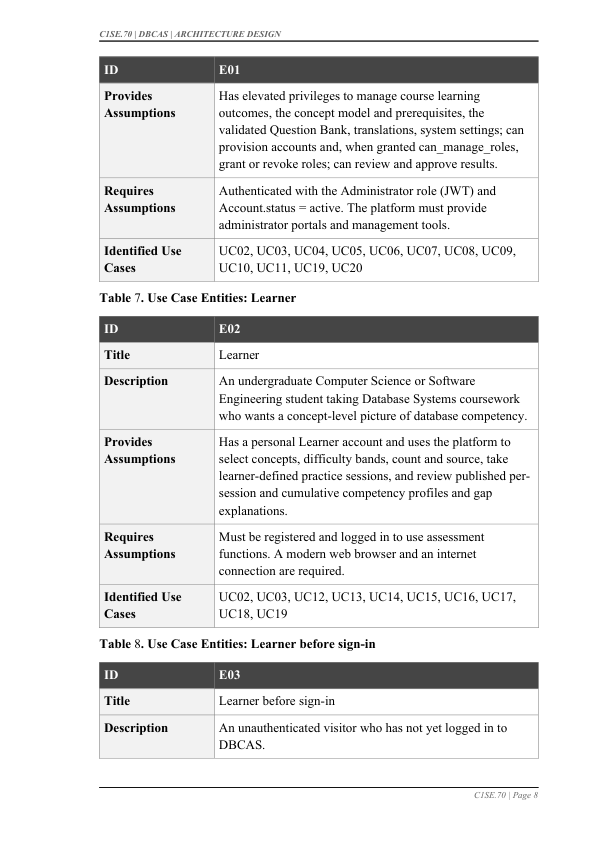 C1SE.70 | DBCAS | ARCHITECTURE DESIGN
ID E01
Provides Assumptions
Has elevated privileges to manage course learning
outcomes, the concept model and prerequisites, the
validated Question Bank, translations, system settings; can
provision accounts and, when granted can_manage_roles,
grant or revoke roles; can review and approve results.
Requires Assumptions
Authenticated with the Administrator role (JWT) and
Account.status = active. The platform must provide
administrator portals and management tools.
Identified Use Cases
UC02, UC03, UC04, UC05, UC06, UC07, UC08, UC09,
UC10, UC11, UC19, UC20
Table 7. Use Case Entities: Learner
ID E02
Title Learner
Description
An undergraduate Computer Science or Software
Engineering student taking Database Systems coursework
who wants a concept-level picture of database competency.
Provides Assumptions
Has a personal Learner account and uses the platform to
select concepts, difficulty bands, count and source, take
learner-defined practice sessions, and review published per-
session and cumulative competency profiles and gap
explanations.
Requires Assumptions
Must be registered and logged in to use assessment
functions. A modern web browser and an internet
connection are required.
Identified Use Cases
UC02, UC03, UC12, UC13, UC14, UC15, UC16, UC17,
UC18, UC19
Table 8. Use Case Entities: Learner before sign-in
ID E03
Title Learner before sign-in
Description
An unauthenticated visitor who has not yet logged in to
DBCAS.
C1SE.70 | Page 8